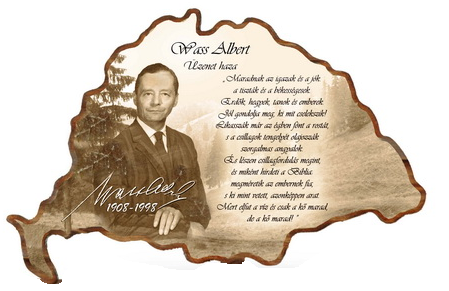 Wass Albert
Üzenet haza
„Maradnak az igazak és a jók
a tiszták és a békességesek
Erdők, hegyek, tanok és emberek
Jól gondolja meg, ki mit cselekszik!
Likasszák már az égben fönt a rostát,
s a csillagok tengelyét olajozzák
szorgalmas angyalok.
És lészen csillagfordulás megint,
és miként hirdeti a Biblia:
megméretik az embernek fia,
s ki mint vetett, azonképpen arat.
Mert elfut a víz és csak a kő marad,
de a kő marad."
1908-1998